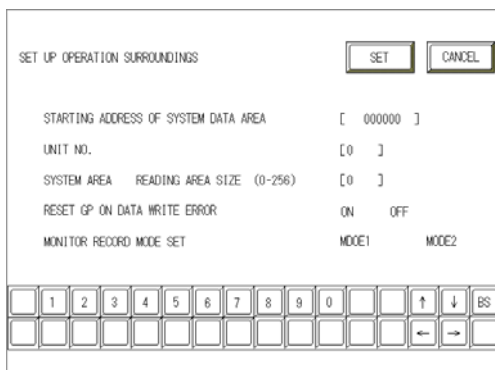 SET UP OPERATION SURROUNDINGS SET CANCEL
STARTING ADDRESS OF SYSTEM DATA AREA [ 000000 ]
UNIT NO. [0 ]
SYSTEM AREA READING AREA SIZE (0-256) [0 ]
RESET GP ON DATA WRITE ERROR ON OFF
MONITOR RECORD MODE SET MDOE1 MODE2
1 2 3 4 5 6 7 8 9 0 ↑ ↓ BS
← →